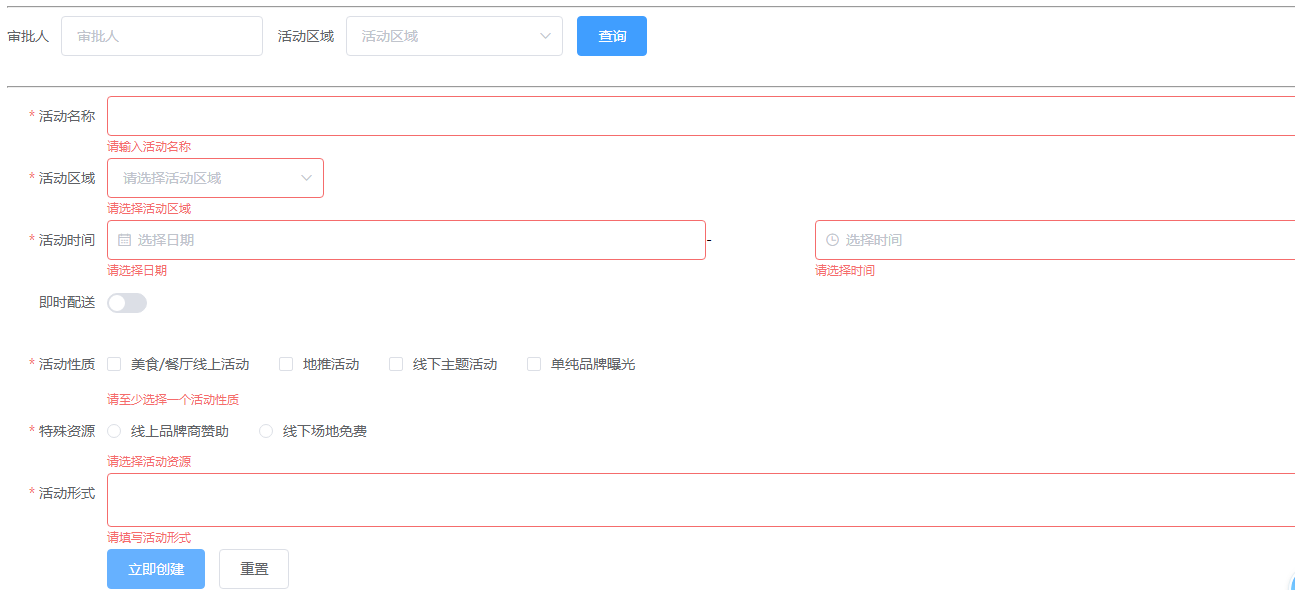 审批人 审批人 活动区域 活动区域 查询
* 活动名称
请输入活动名称
* 活动区域 请选择活动区域
请选择活动区域
* 活动时间 选择日期 - 选择时间
请选择日期 请选择时间
即时配送
* 活动性质 美食/餐厅线上活动 地推活动 线下主题活动 单纯品牌曝光
请至少选择一个活动性质
* 特殊资源 线上品牌商赞助 线下场地免费
请选择活动资源
* 活动形式
请填写活动形式
立即创建 重置